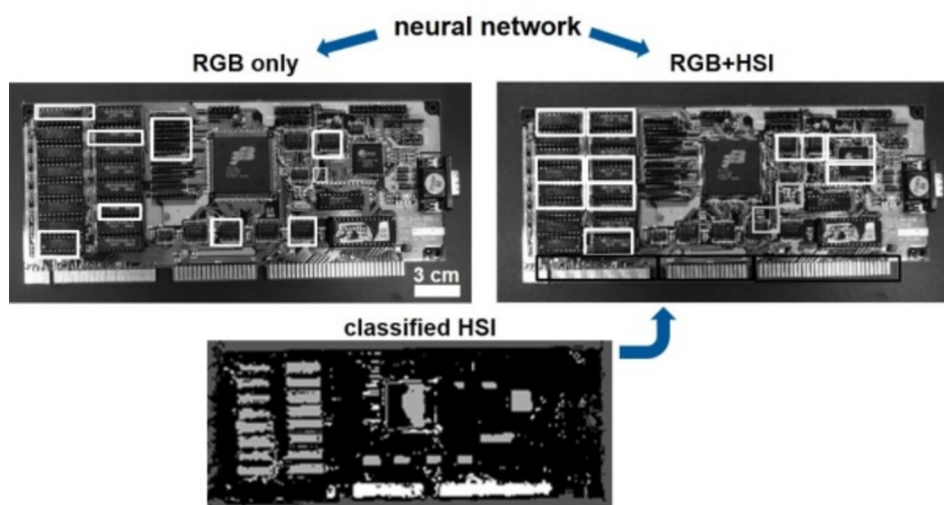 neural network
RGB only
RGB+HSI
3 cm
classified HSI